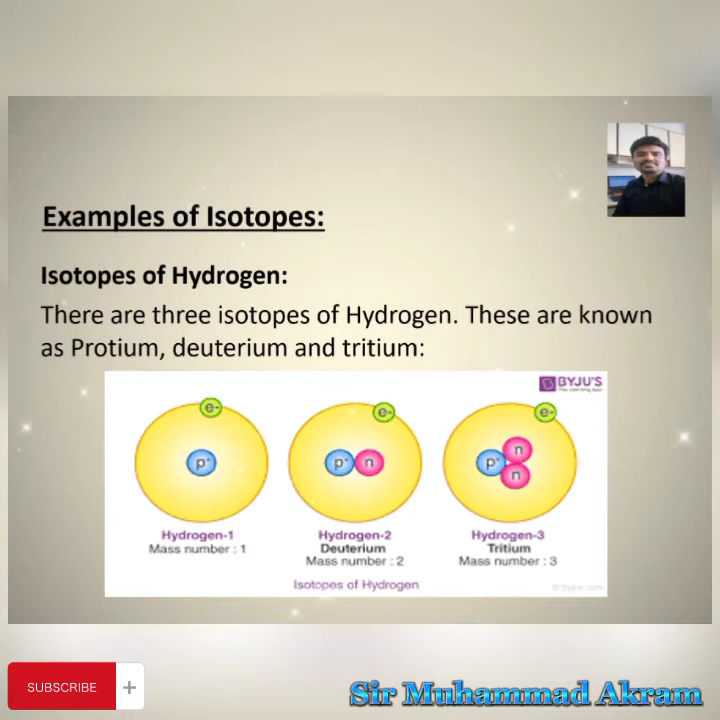 Examples of Isotopes:
Isotopes of Hydrogen:
There are three isotopes of Hydrogen. These are known
as Protium, deuterium and tritium:
BYJU'S
The Learning App
e-
e-
e-
p+
p+ n
p+ n
n
Hydrogen-1
Mass number : 1
Hydrogen-2
Deuterium
Mass number : 2
Hydrogen-3
Tritium
Mass number : 3
Isotopes of Hydrogen
© Byjus.com
SUBSCRIBE +
Sir Muhammad Akram